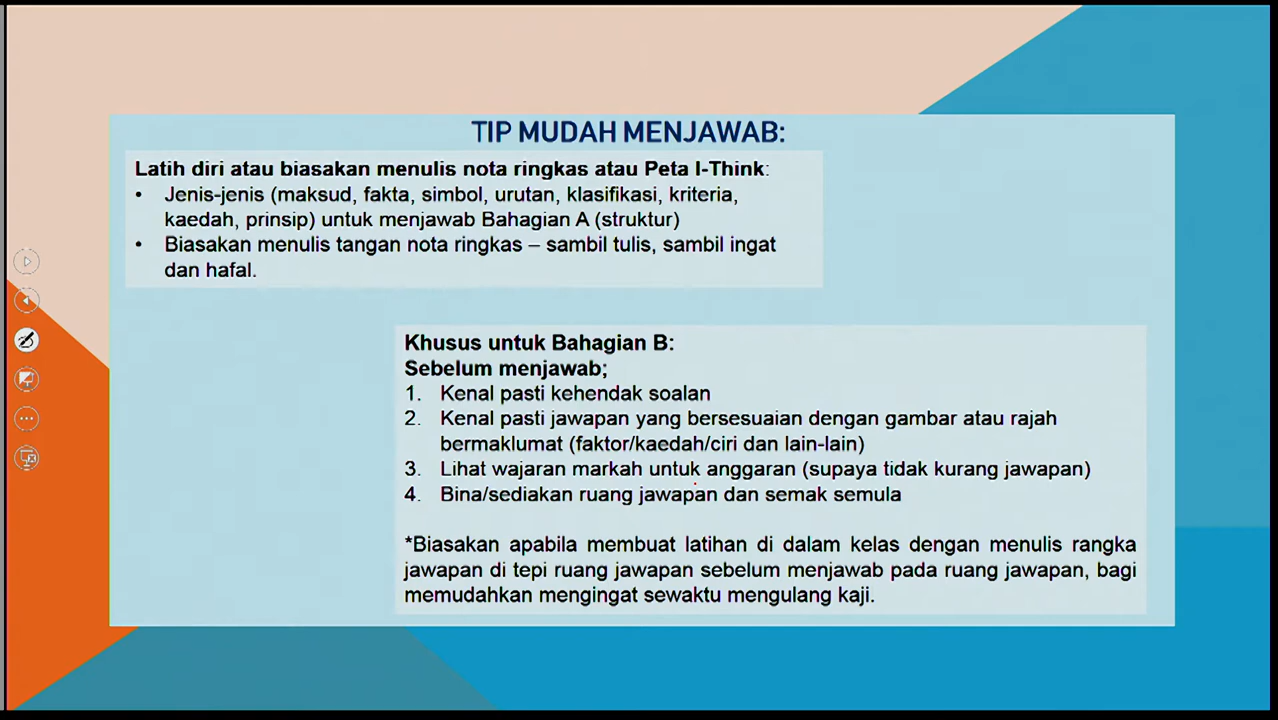 TIP MUDAH MENJAWAB:
Latih diri atau biasakan menulis nota ringkas atau Peta I-Think:
• Jenis-jenis (maksud, fakta, simbol, urutan, klasifikasi, kriteria,
kaedah, prinsip) untuk menjawab Bahagian A (struktur)
• Biasakan menulis tangan nota ringkas – sambil tulis, sambil ingat
dan hafal.
Khusus untuk Bahagian B:
Sebelum menjawab;
1. Kenal pasti kehendak soalan
2. Kenal pasti jawapan yang bersesuaian dengan gambar atau rajah
bermaklumat (faktor/kaedah/ciri dan lain-lain)
3. Lihat wajaran markah untuk anggaran (supaya tidak kurang jawapan)
4. Bina/sediakan ruang jawapan dan semak semula
*Biasakan apabila membuat latihan di dalam kelas dengan menulis rangka
jawapan di tepi ruang jawapan sebelum menjawab pada ruang jawapan, bagi
memudahkan mengingat sewaktu mengulang kaji.